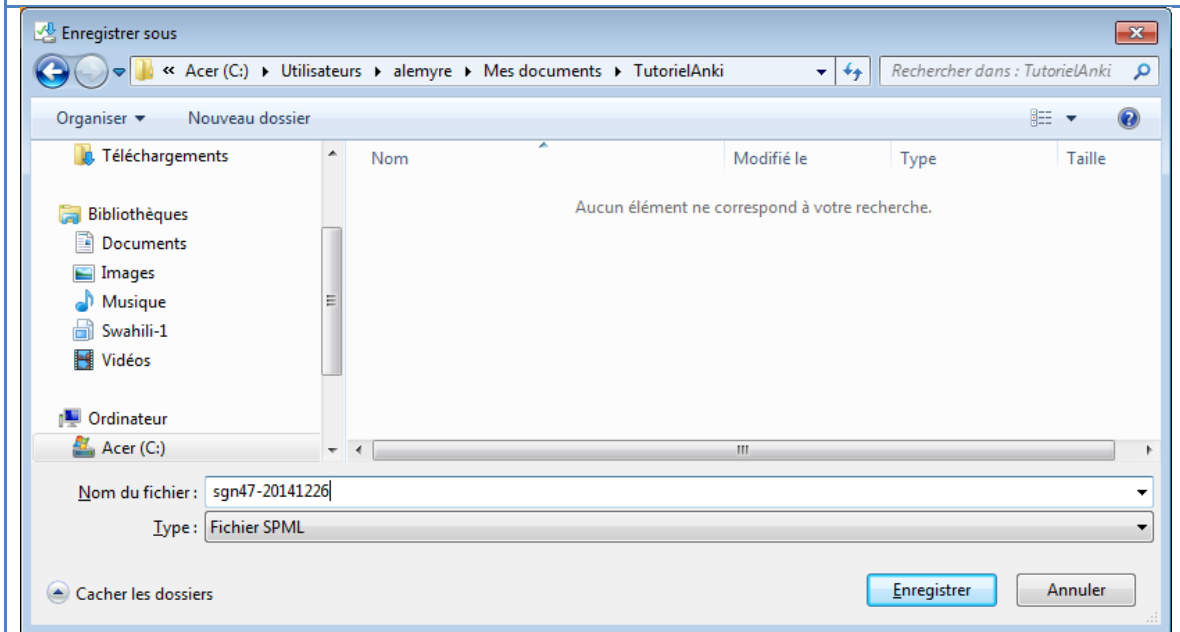 Enregistrer sous
« Acer (C:) Utilisateurs alemyre Mes documents TutorielAnki Rechercher dans : TutorielAnki
Organiser Nouveau dossier
Téléchargements
Nom Modifié le Type Taille
Aucun élément ne correspond à votre recherche.
Bibliothèques
Documents
Images
Musique
Swahili-1
Vidéos
Ordinateur
Acer (C:)
Nom du fichier : sgn47-20141226
Type : Fichier SPML
Cacher les dossiers Enregistrer Annuler